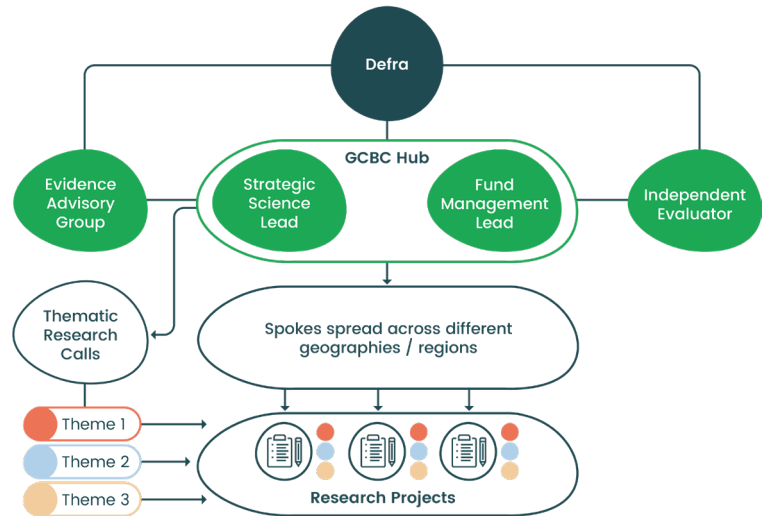 Defra
GCBC Hub
Evidence
Advisory
Group
Strategic
Science
Lead
Fund
Management
Lead
Independent
Evaluator
Thematic
Research
Calls
Spokes spread across different
geographies / regions
Theme 1
Theme 2
Theme 3
Research Projects